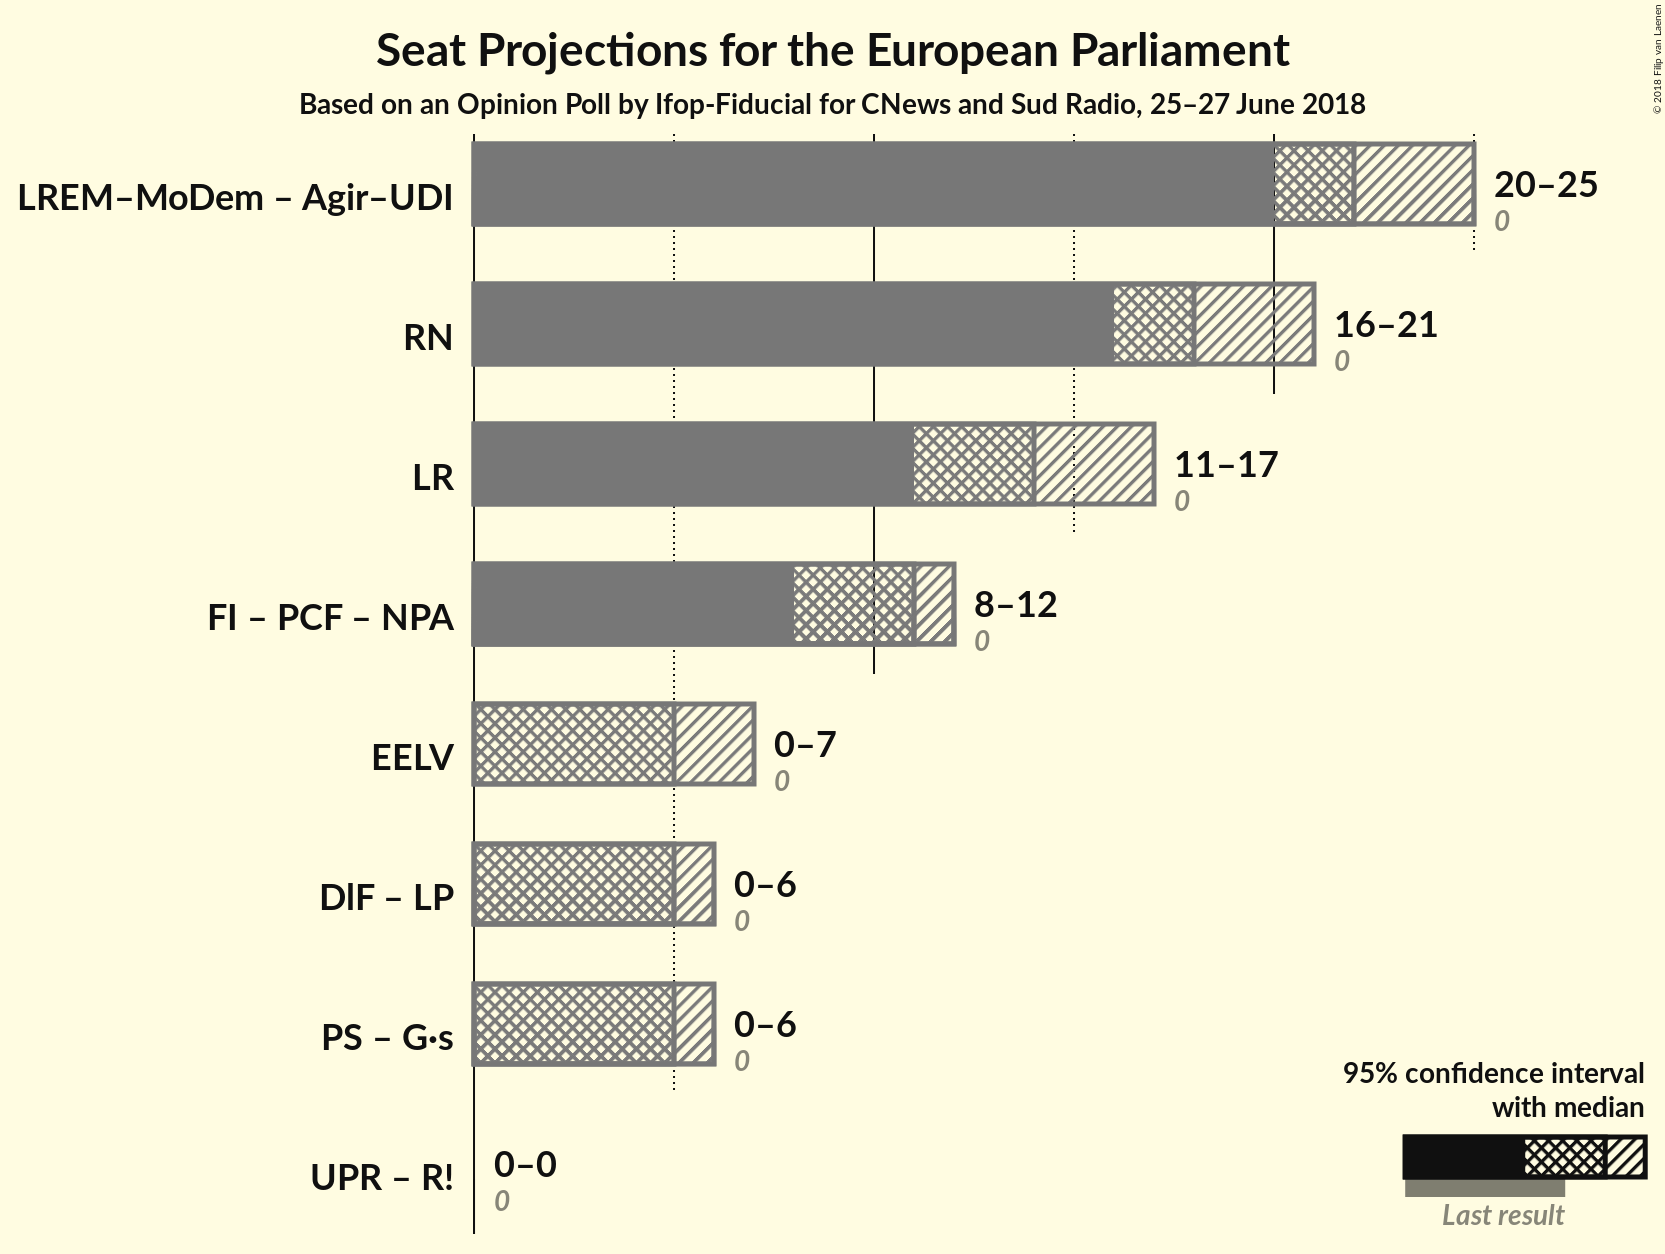 Seat Projections for the European Parliament
Based on an Opinion Poll by Ifop-Fiducial for CNews and Sud Radio, 25–27 June 2018
© 2018 Filip van Laenen
LREM–MoDem – Agir–UDI
20–25
0
RN
16–21
0
LR
11–17
0
FI – PCF – NPA
8–12
0
EELV
0–7
0
DlF – LP
0–6
0
PS – G·s
0–6
0
UPR – R!
0–0
0
95% confidence interval
with median
Last result